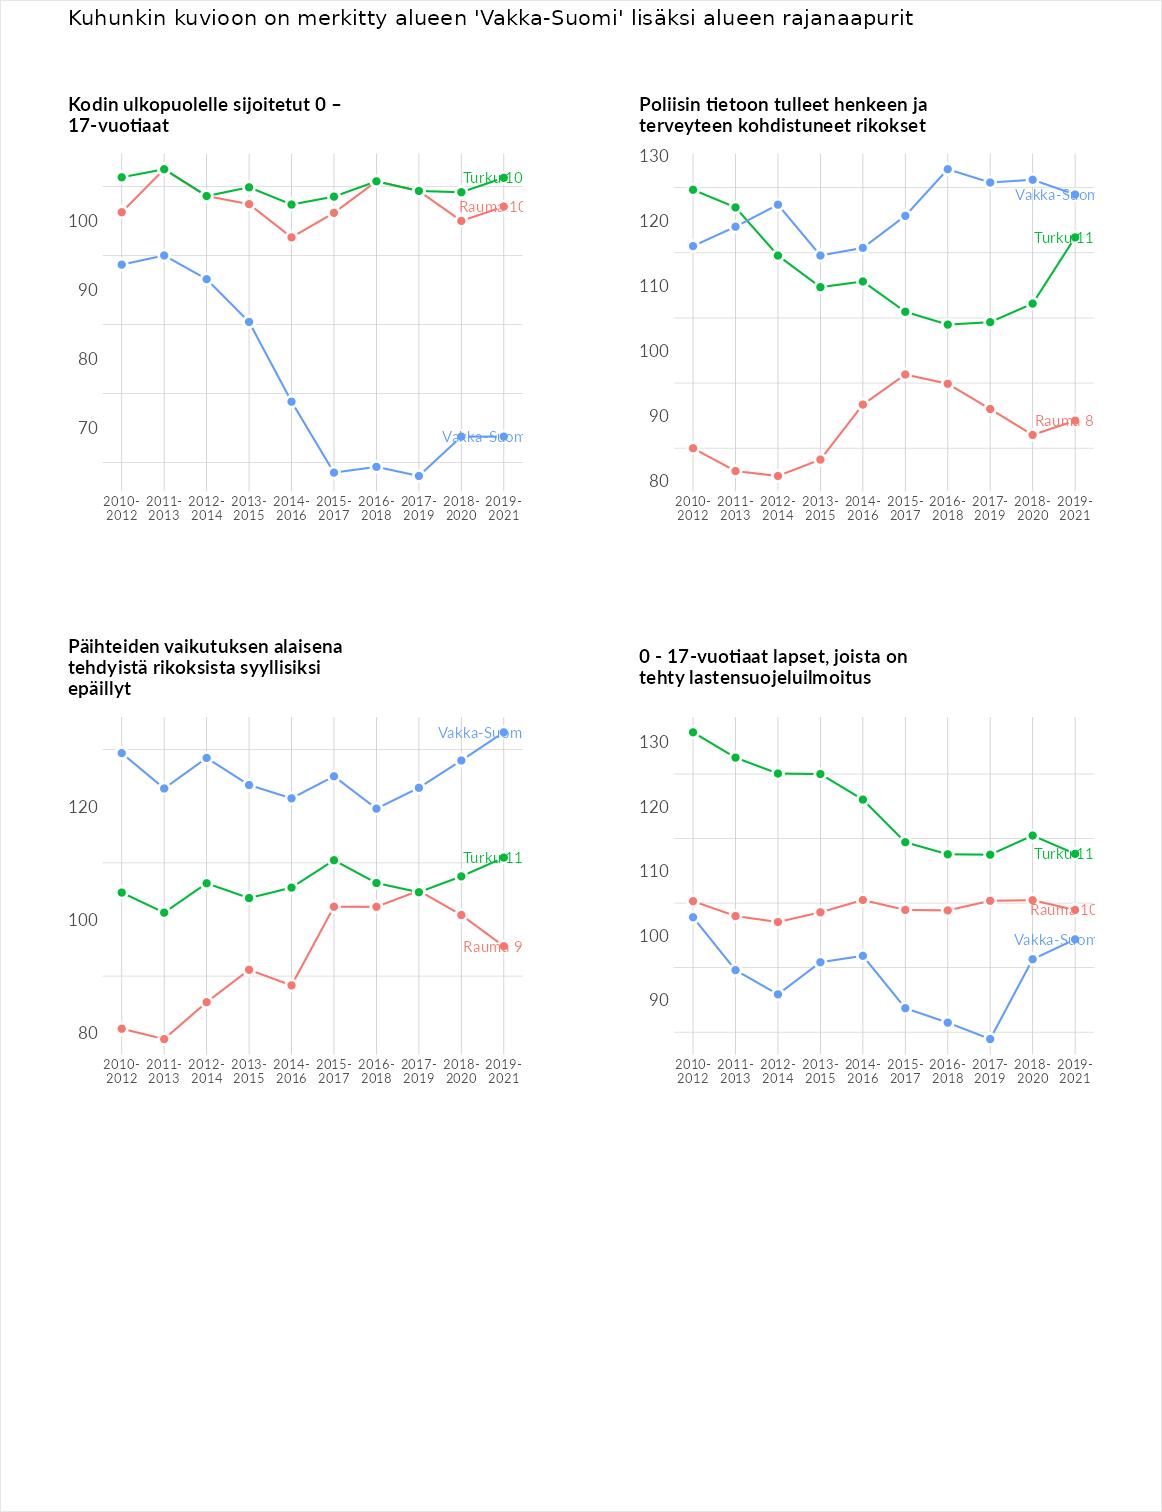 Kuhunkin kuvioon on merkitty alueen 'Vakka-Suomi' lisäksi alueen rajanaapurit
Kodin ulkopuolelle sijoitetut 0 –
17-vuotiaat
Turku 10
Rauma 10
Vakka-Suom
100
90
80
70
2010-2012
2011-2013
2012-2014
2013-2015
2014-2016
2015-2017
2016-2018
2017-2019
2018-2020
2019-2021
Poliisin tietoon tulleet henkeen ja
terveyteen kohdistuneet rikokset
130
120
110
100
90
80
Vakka-Suom
Turku 11
Rauma 8
2010-2012
2011-2013
2012-2014
2013-2015
2014-2016
2015-2017
2016-2018
2017-2019
2018-2020
2019-2021
Päihteiden vaikutuksen alaisena
tehdyistä rikoksista syyllisiksi
epäillyt
120
100
80
Vakka-Suom
Turku 11
Rauma 9
2010-2012
2011-2013
2012-2014
2013-2015
2014-2016
2015-2017
2016-2018
2017-2019
2018-2020
2019-2021
0 - 17-vuotiaat lapset, joista on
tehty lastensuojeluilmoitus
130
120
110
100
90
Turku 11
Rauma 10
Vakka-Suom
2010-2012
2011-2013
2012-2014
2013-2015
2014-2016
2015-2017
2016-2018
2017-2019
2018-2020
2019-2021